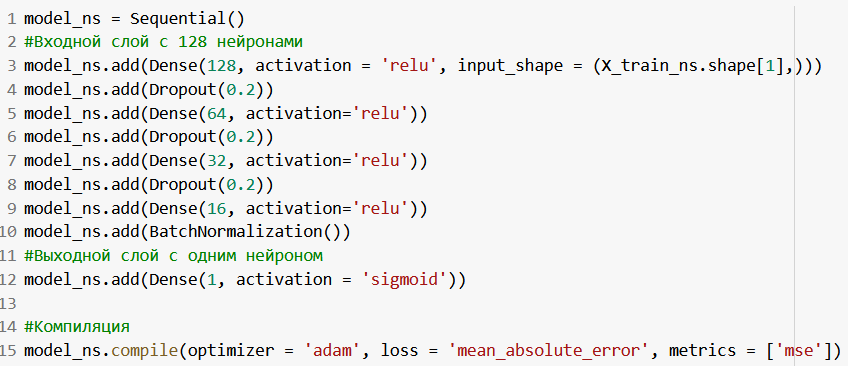 1 model_ns = Sequential()
2 #Входной слой с 128 нейронами
3 model_ns.add(Dense(128, activation = 'relu', input_shape = (X_train_ns.shape[1],)))
4 model_ns.add(Dropout(0.2))
5 model_ns.add(Dense(64, activation='relu'))
6 model_ns.add(Dropout(0.2))
7 model_ns.add(Dense(32, activation='relu'))
8 model_ns.add(Dropout(0.2))
9 model_ns.add(Dense(16, activation='relu'))
10 model_ns.add(BatchNormalization())
11 #Выходной слой с одним нейроном
12 model_ns.add(Dense(1, activation = 'sigmoid'))
13
14 #Компиляция
15 model_ns.compile(optimizer = 'adam', loss = 'mean_absolute_error', metrics = ['mse'])